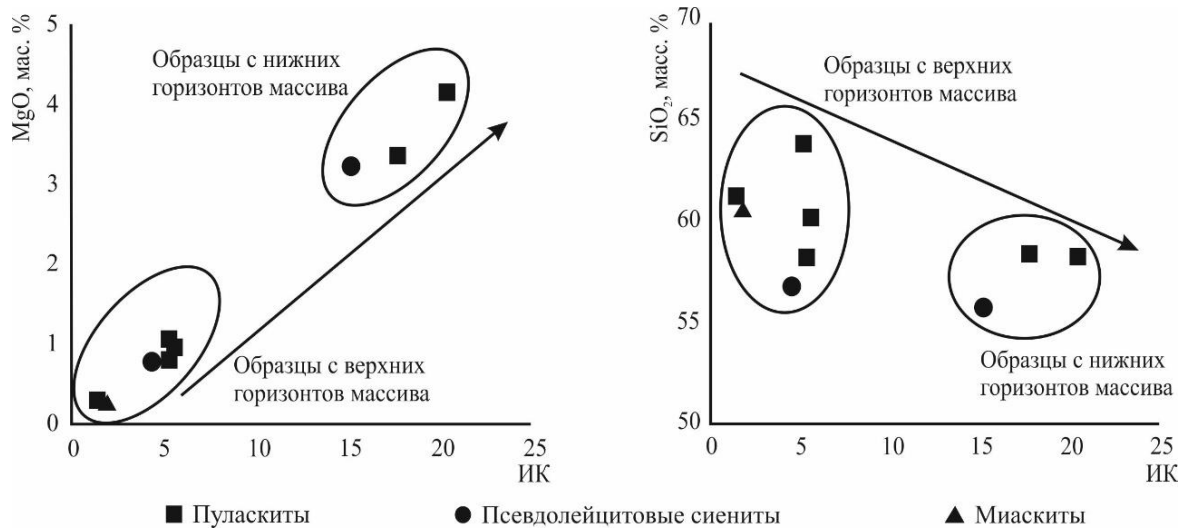 MgO, мас. %
5
4
3
2
1
0
Образцы с нижних
горизонтов массива
Образцы с верхних
горизонтов массива
0
5
10
15
20
25
ИК
SiO₂, масс. %
70
65
60
55
50
Образцы с верхних
горизонтов массива
Образцы с нижних
горизонтов массива
0
5
10
15
20
25
ИК
Пуласкиты
Псевдолейцитовые сиениты
Миаскиты